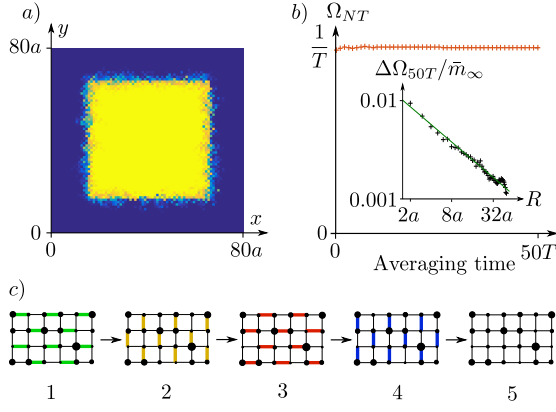 a)
y
80a
0
x
0
80a
b)
Ω_NT
1/T
ΔΩ_50T/m̄_∞
0.01
0.001
R
2a
8a
32a
0
0
50T
Averaging time
c)
1
2
3
4
5